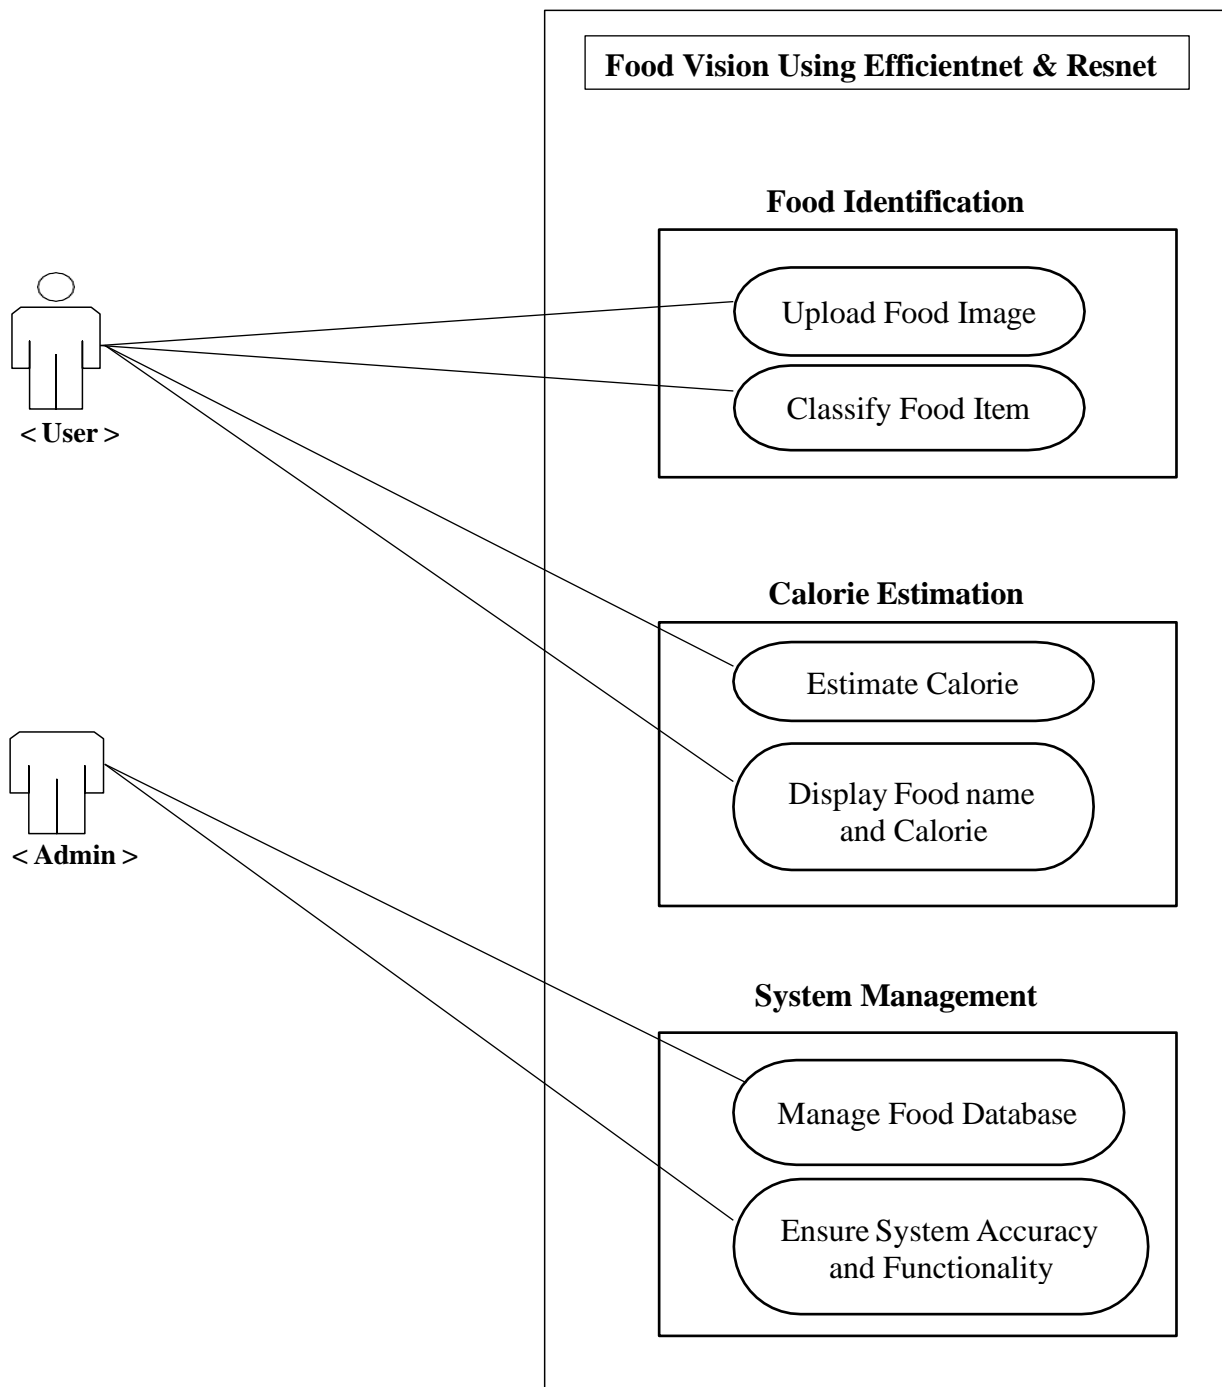 Food Vision Using Efficientnet & Resnet
Food Identification
Upload Food Image
Classify Food Item
< User >
Calorie Estimation
Estimate Calorie
Display Food name
and Calorie
< Admin >
System Management
Manage Food Database
Ensure System Accuracy
and Functionality